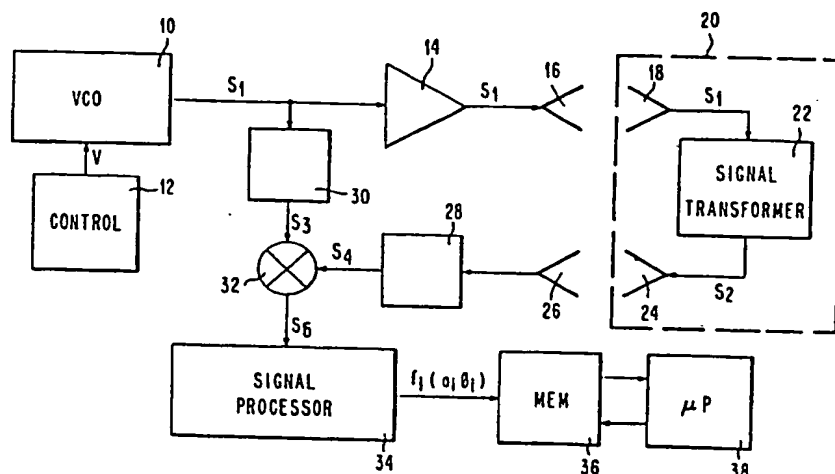 10
VCO
S1
14
S1
16
20
18
S1
22
SIGNAL
TRANSFORMER
V
12
CONTROL
30
S3
32
S4
28
26
24
S2
S6
SIGNAL
PROCESSOR
34
MEM
36
μP
38